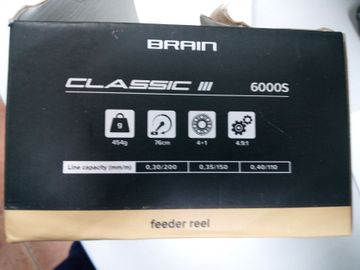 BRAIN
CLASSIC III 6000S
g
454g 76cm 4+1 4.9:1
Line capacity (mm/m) 0,30/200 0,35/150 0,40/110
feeder reel